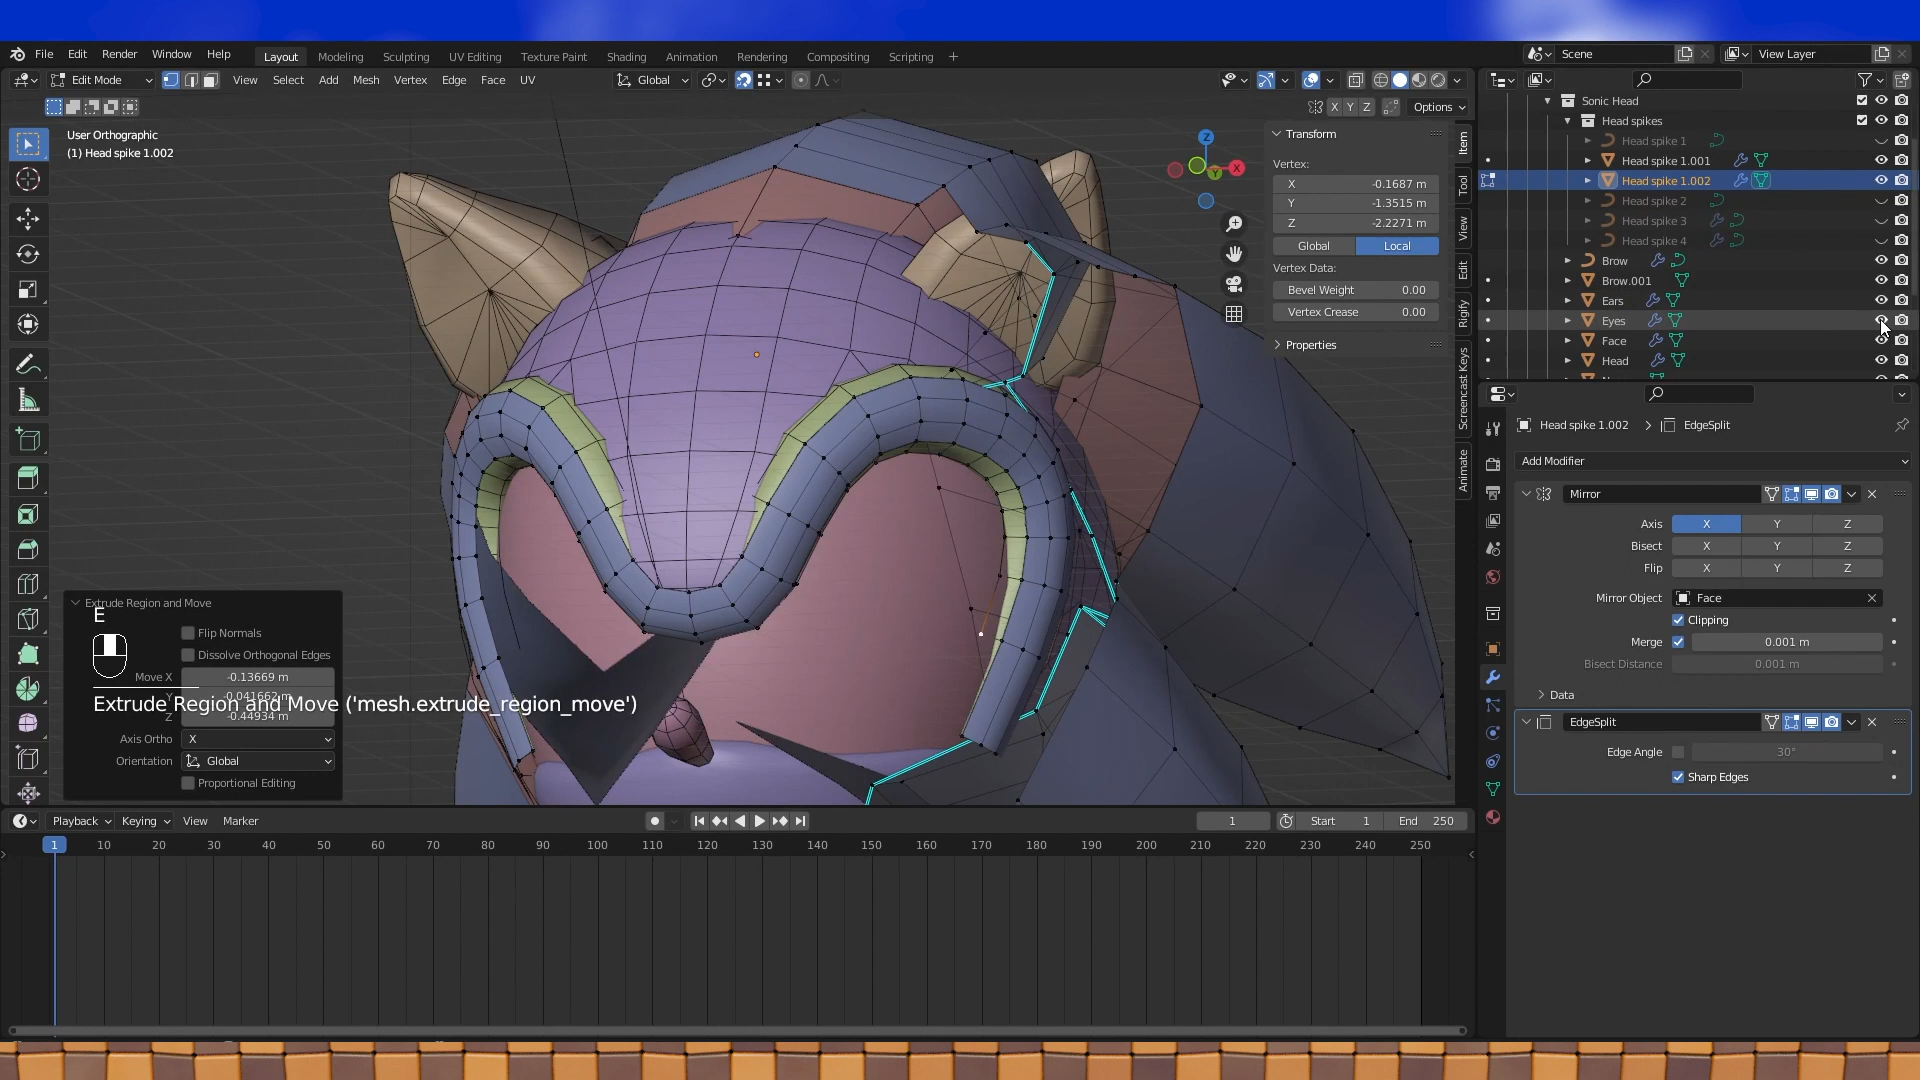 File Edit Render Window Help Layout Modeling Sculpting UV Editing Texture Paint Shading Animation Rendering Compositing Scripting + Scene View Layer
Edit Mode View Select Add Mesh Vertex Edge Face UV Global
X Y Z Options
User Orthographic
(1) Head spike 1.002
Z X Y
Transform
Vertex:
X -0.1687 m
Y -1.3515 m
Z -2.2271 m
Global Local
Vertex Data:
Bevel Weight 0.00
Vertex Crease 0.00
Properties
Item
Tool
View
Edit
Rigify
Screencast Keys
Animate
Sonic Head
Head spikes
Head spike 1
Head spike 1.001
Head spike 1.002
Head spike 2
Head spike 3
Head spike 4
Brow
Brow.001
Ears
Eyes
Face
Head
Head spike 1.002 > EdgeSplit
Add Modifier
Mirror
Axis X Y Z
Bisect X Y Z
Flip X Y Z
Mirror Object Face
Clipping
Merge 0.001 m
Bisect Distance 0.001 m
Data
EdgeSplit
Edge Angle 30°
Sharp Edges
Extrude Region and Move
E
Flip Normals
Dissolve Orthogonal Edges
Move X -0.13669 m
-0.041662 m
Extrude Region and Move ('mesh.extrude_region_move')
Z -0.44934 m
Axis Ortho X
Orientation Global
Proportional Editing
Playback Keying View Marker 1 Start 1 End 250
1 10 20 30 40 50 60 70 80 90 100 110 120 130 140 150 160 170 180 190 200 210 220 230 240 250